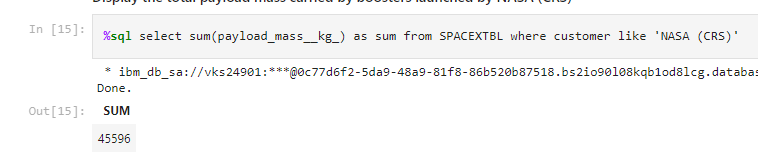 Display the total payload mass carried by boosters launched by NASA (CRS)
In [15]:
%sql select sum(payload_mass__kg_) as sum from SPACEXTBL where customer like 'NASA (CRS)'
* ibm_db_sa://vks24901:***@0c77d6f2-5da9-48a9-81f8-86b520b87518.bs2io90l08kqb1od8lcg.databas
Done.
Out[15]:
SUM
45596